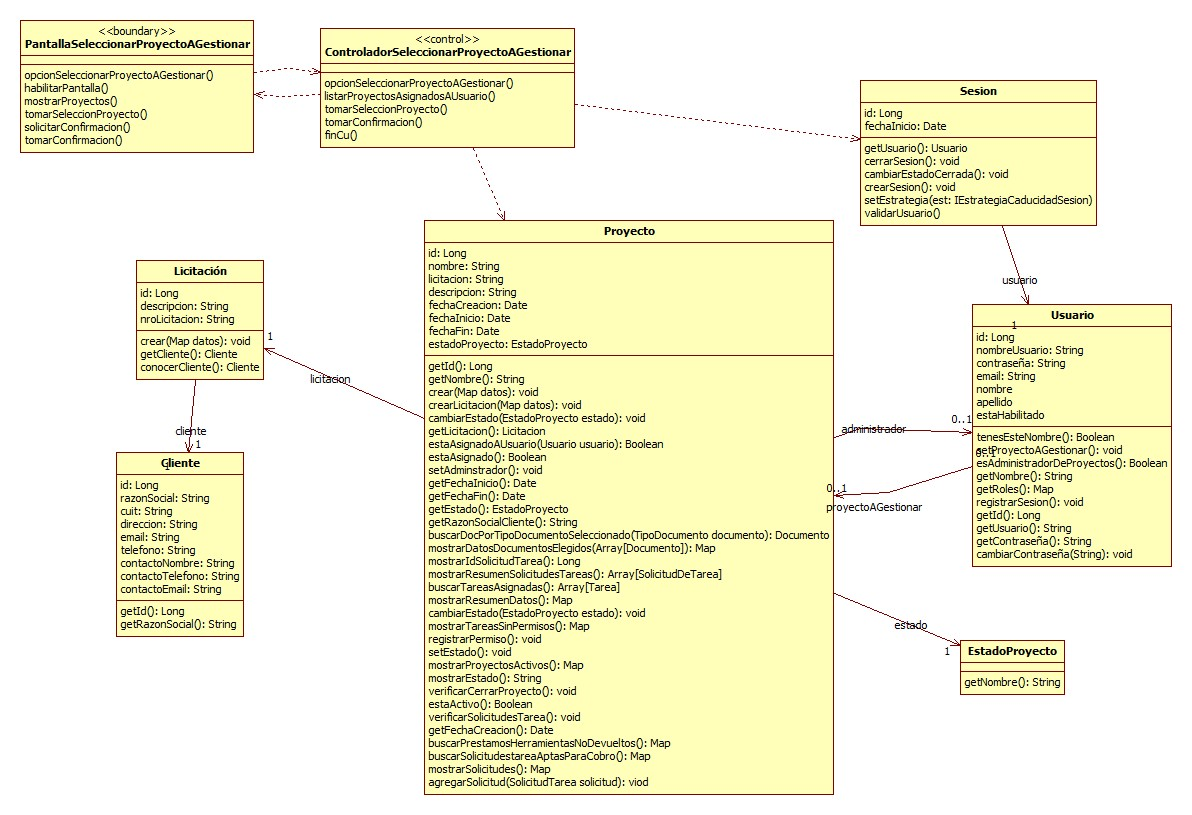 <<boundary>>
PantallaSeleccionarProyectoAGestionar
opcionSeleccionarProyectoAGestionar()
habilitarPantalla()
mostrarProyectos()
tomarSeleccionProyecto()
solicitarConfirmacion()
tomarConfirmacion()
<<control>>
ControladorSeleccionarProyectoAGestionar
opcionSeleccionarProyectoAGestionar()
listarProyectosAsignadosAUsuario()
tomarSeleccionProyecto()
tomarConfirmacion()
finCu()
Sesion
id: Long
fechaInicio: Date
getUsuario(): Usuario
cerrarSesion(): void
cambiarEstadoCerrada(): void
crearSesion(): void
setEstrategia(est: IEstrategiaCaducidadSesion)
validarUsuario()
usuario
1
Licitación
id: Long
descripcion: String
nroLicitacion: String
crear(Map datos): void
getCliente(): Cliente
conocerCliente(): Cliente
1
licitacion
cliente
1
Cliente
1
id: Long
razonSocial: String
cuit: String
direccion: String
email: String
telefono: String
contactoNombre: String
contactoTelefono: String
contactoEmail: String
getId(): Long
getRazonSocial(): String
Proyecto
id: Long
nombre: String
licitacion: String
descripcion: String
fechaCreacion: Date
fechaInicio: Date
fechaFin: Date
estadoProyecto: EstadoProyecto
getId(): Long
getNombre(): String
crear(Map datos): void
crearLicitacion(Map datos): void
cambiarEstado(EstadoProyecto estado): void
getLicitacion(): Licitacion
estaAsignadoAUsuario(Usuario usuario): Boolean
estaAsignado(): Boolean
setAdminstrador(): void
getFechaInicio(): Date
getFechaFin(): Date
getEstado(): EstadoProyecto
getRazonSocialCliente(): String
buscarDocPorTipoDocumentoSeleccionado(TipoDocumento documento): Documento
mostrarDatosDocumentosElegidos(Array[Documento]): Map
mostrarIdSolicitudTarea(): Long
mostrarResumenSolicitudesTareas(): Array[SolicitudDeTarea]
buscarTareasAsignadas(): Array[Tarea]
mostrarResumenDatos(): Map
cambiarEstado(EstadoProyecto estado): void
mostrarTareasSinPermisos(): Map
registrarPermiso(): void
setEstado(): void
mostrarProyectosActivos(): Map
mostrarEstado(): String
verificarCerrarProyecto(): void
estaActivo(): Boolean
verificarSolicitudesTarea(): void
getFechaCreacion(): Date
buscarPrestamosHerramientasNoDevueltos(): Map
buscarSolicitudestareaAptasParaCobro(): Map
mostrarSolicitudes(): Map
agregarSolicitud(SolicitudTarea solicitud): viod
administrador
0..1
0..1
0..1
proyectoAGestionar
Usuario
id: Long
nombreUsuario: String
contraseña: String
email: String
nombre
apellido
estaHabilitado
tenesEsteNombre(): Boolean
setProyectoAGestionar(): void
esAdministradorDeProyectos(): Boolean
getNombre(): String
getRoles(): Map
registrarSesion(): void
getId(): Long
getUsuario(): String
getContraseña(): String
cambiarContraseña(String): void
estado
1
EstadoProyecto
getNombre(): String